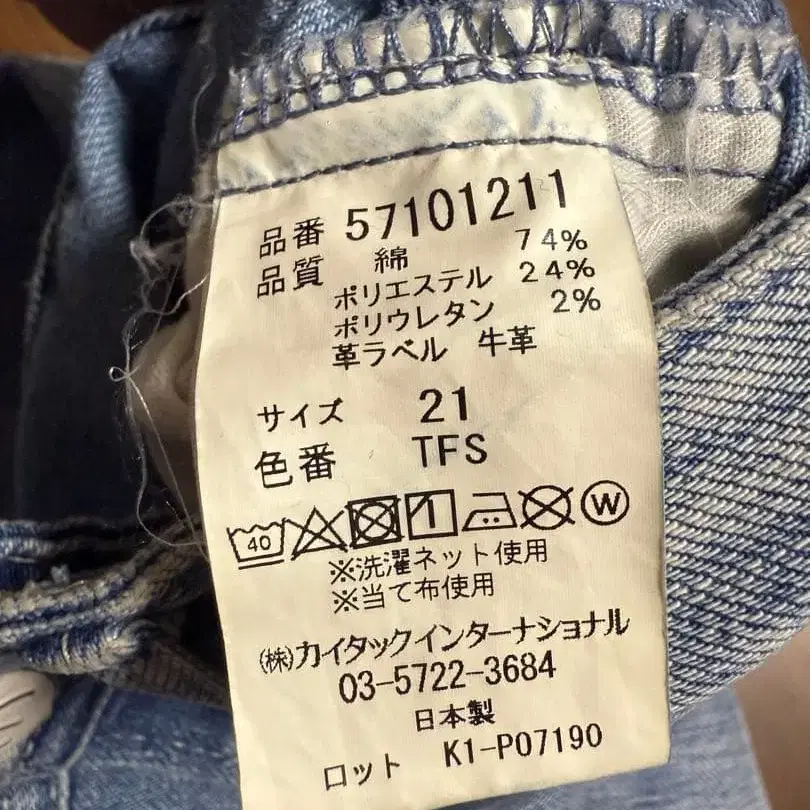 品番 57101211
品質 綿 74%
ポリエステル 24%
ポリウレタン 2%
革ラベル 牛革
サイズ 21
色番 TFS
40 W
※洗濯ネット使用
※当て布使用
㈱カイタックインターナショナル
03-5722-3684
日本製
ロット K1-P07190